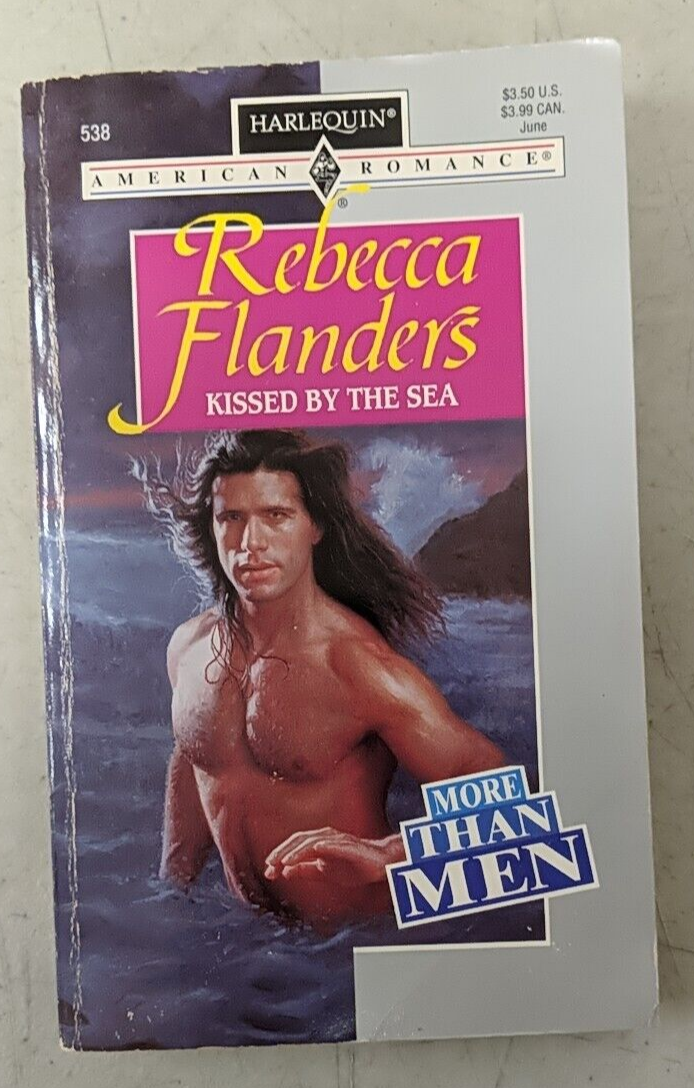 538
HARLEQUIN®
$3.50 U.S.
$3.99 CAN.
June
AMERICAN ROMANCE®
®
Rebecca
Flanders
KISSED BY THE SEA
MORE
THAN
MEN